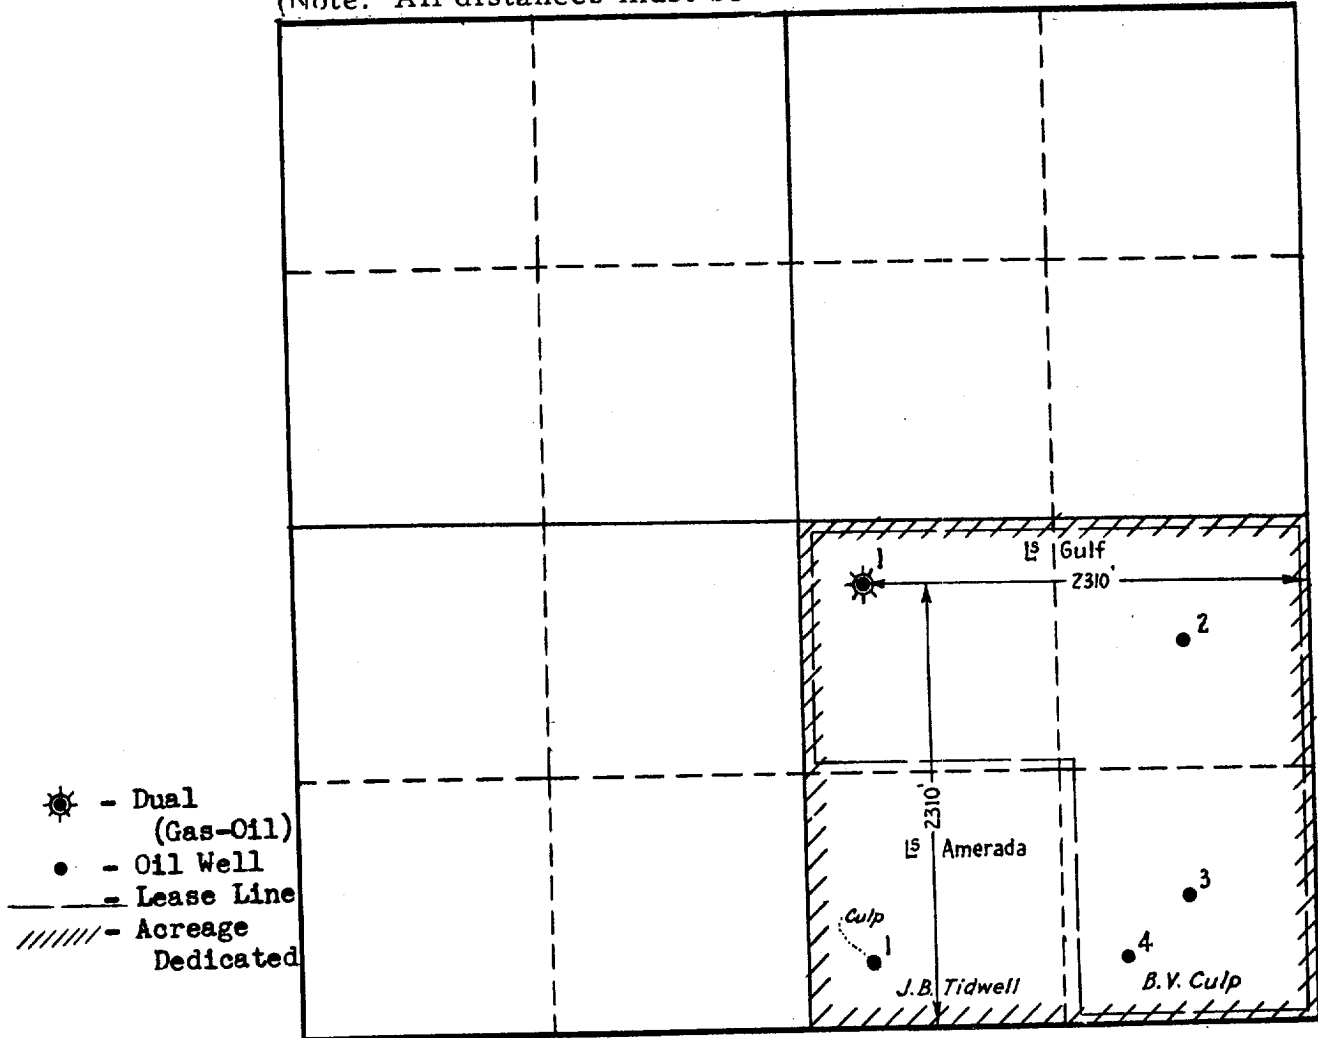 (Note: All distances must be
Ls Gulf
1
2310'
2
2310'
Ls Amerada
Culp
1
J.B. Tidwell
3
4
B.V. Culp
- Dual
(Gas-Oil)
- Oil Well
- Lease Line
- Acreage
Dedicated